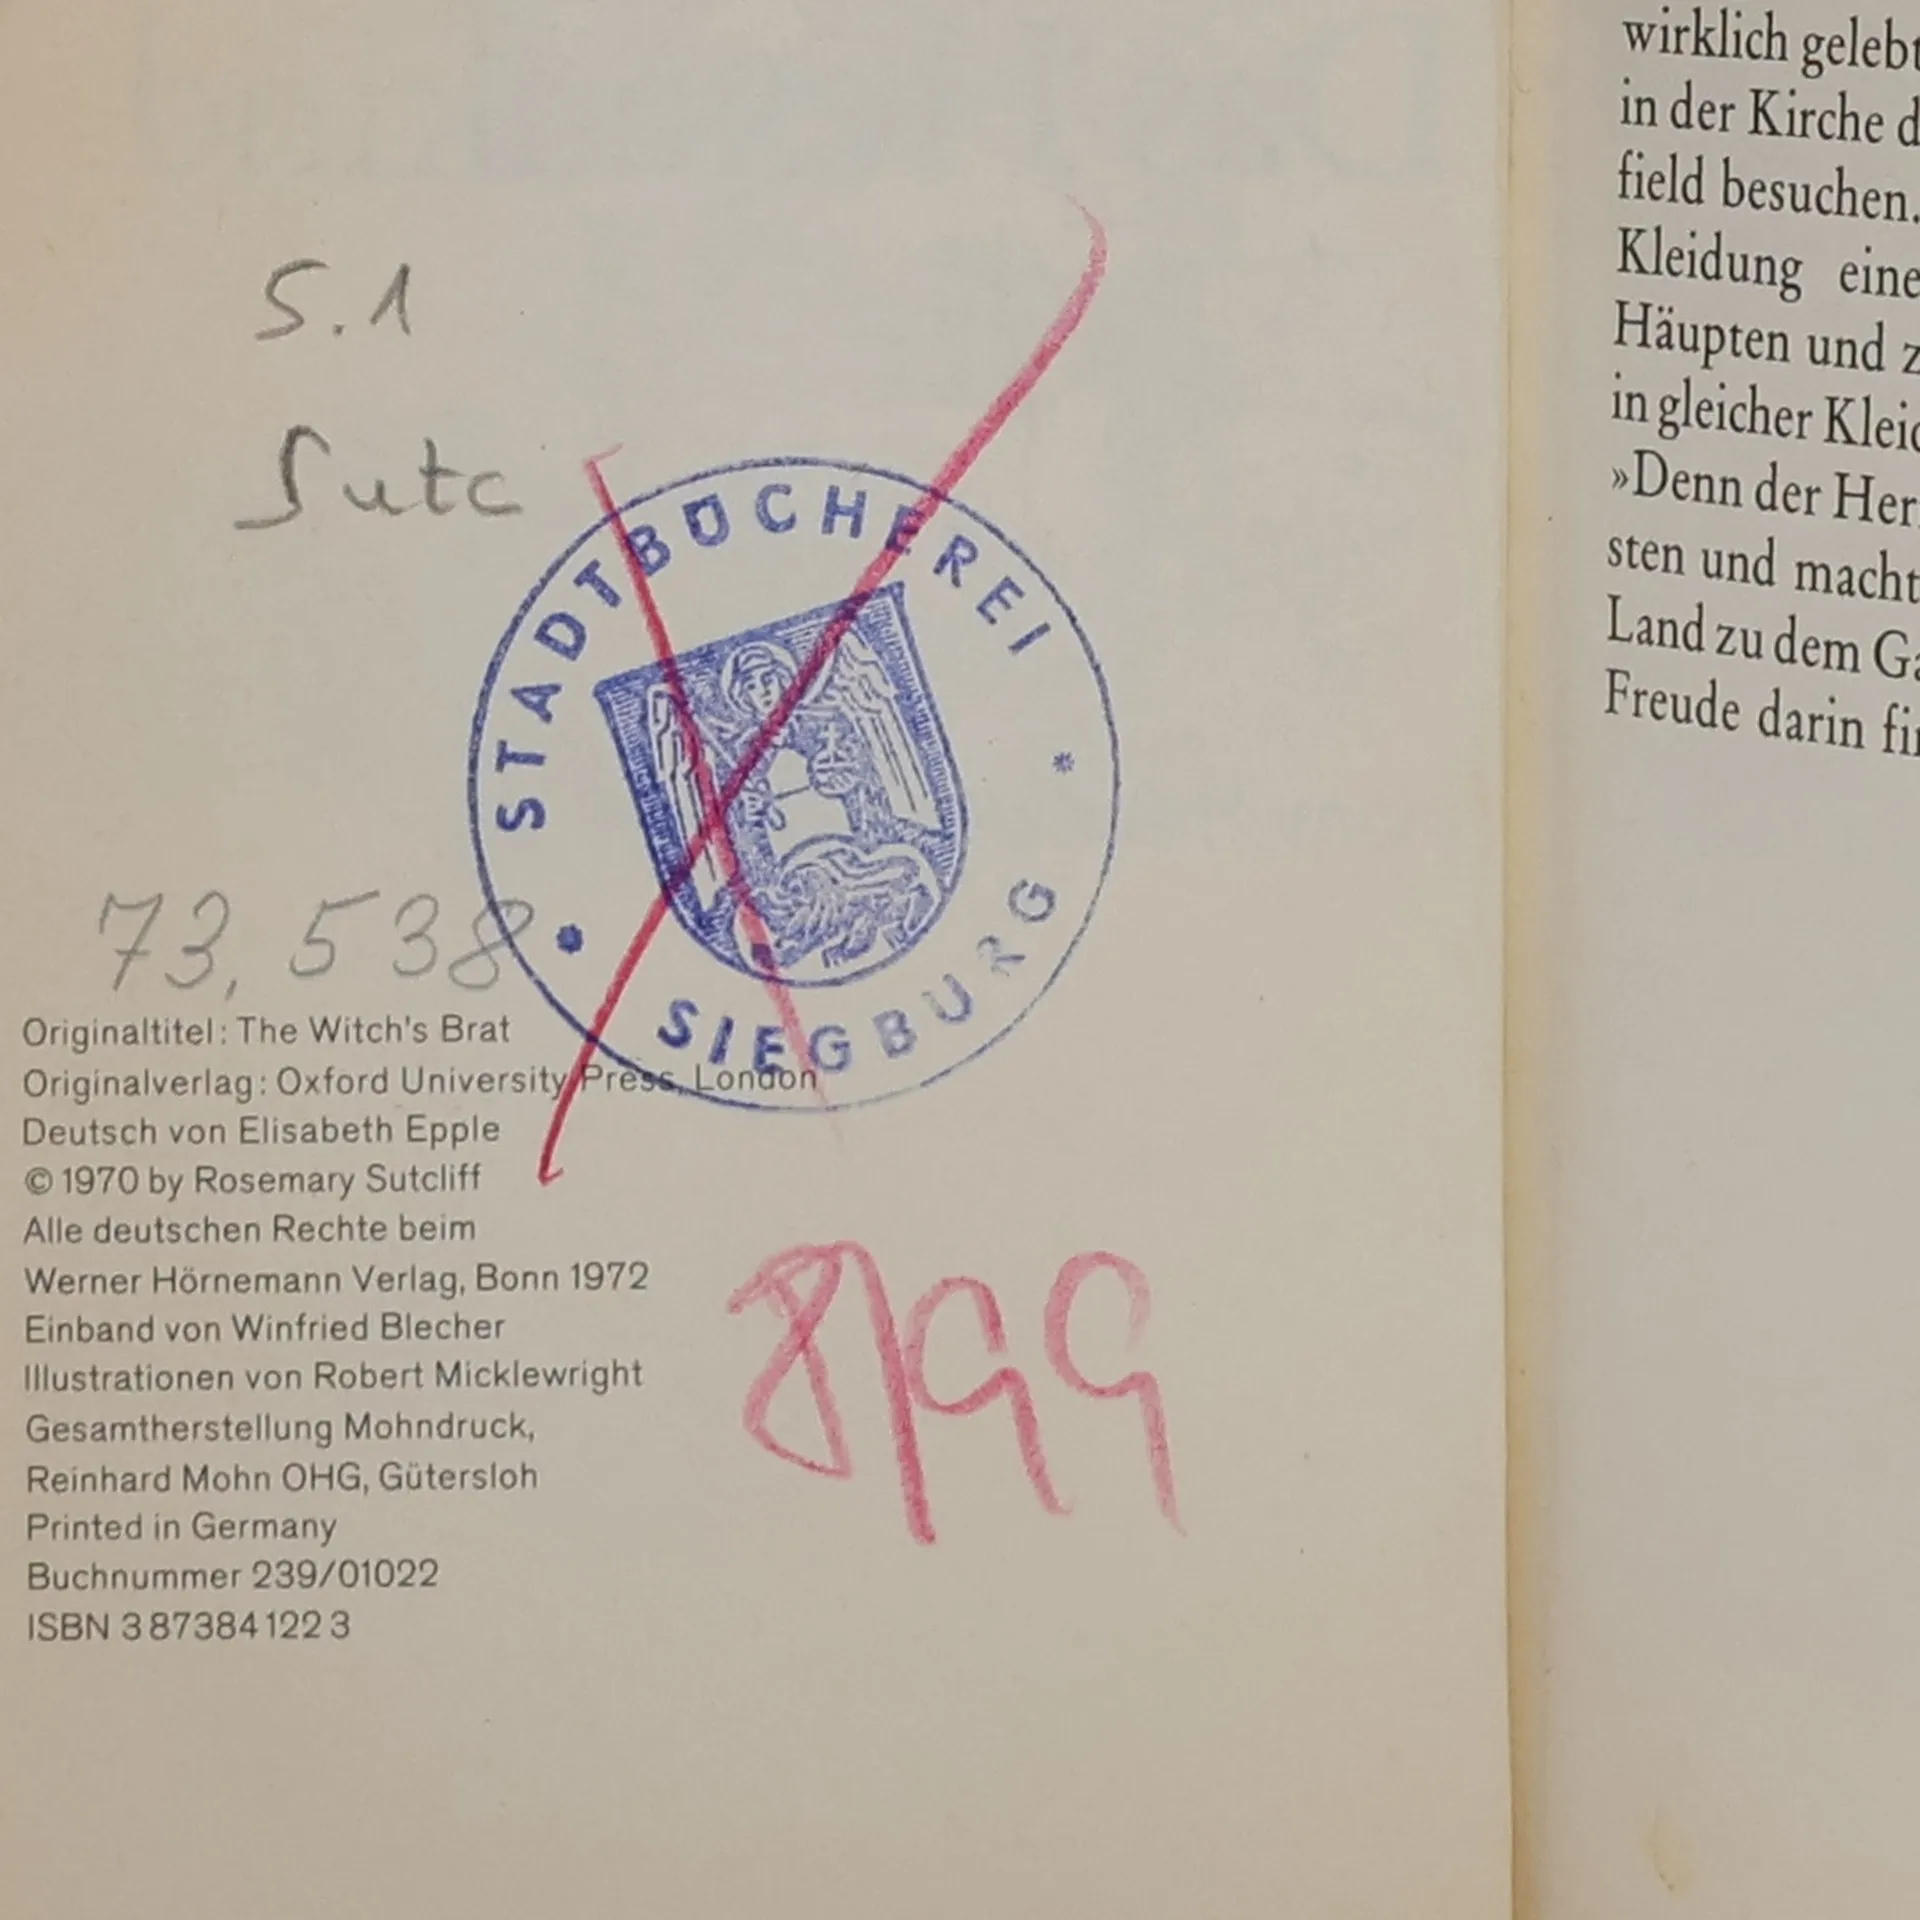 5.1
Sutc
STADTBÜCHEREI
SIEGBURG
73,538
Originaltitel: The Witch's Brat
Originalverlag: Oxford University Press, London
Deutsch von Elisabeth Epple
© 1970 by Rosemary Sutcliff
Alle deutschen Rechte beim
Werner Hörnemann Verlag, Bonn 1972
Einband von Winfried Blecher
Illustrationen von Robert Micklewright
Gesamtherstellung Mohndruck,
Reinhard Mohn OHG, Gütersloh
Printed in Germany
Buchnummer 239/01022
ISBN 3 87384 122 3
8/99
wirklich gelebt
in der Kirche d
field besuchen.
Kleidung eine
Häupten und z
in gleicher Kleid
»Denn der Her
sten und macht
Land zu dem Ga
Freude darin fin